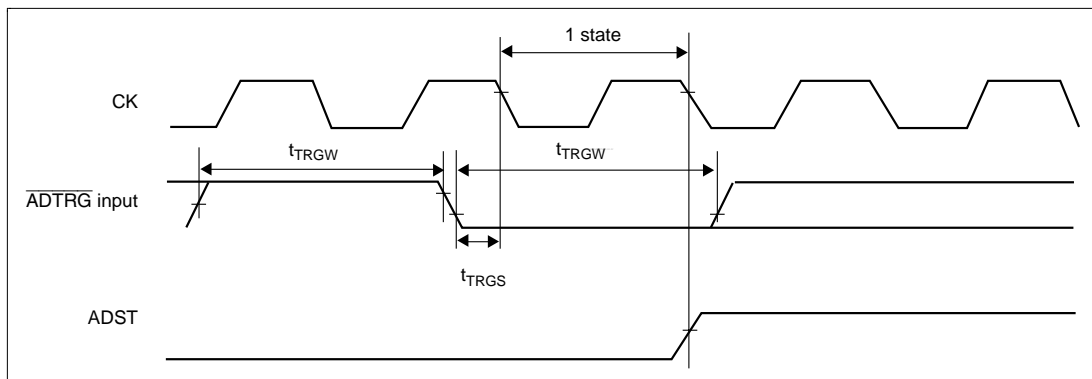 1 state
CK
tTRGW
tTRGW
ADTRG input
tTRGS
ADST